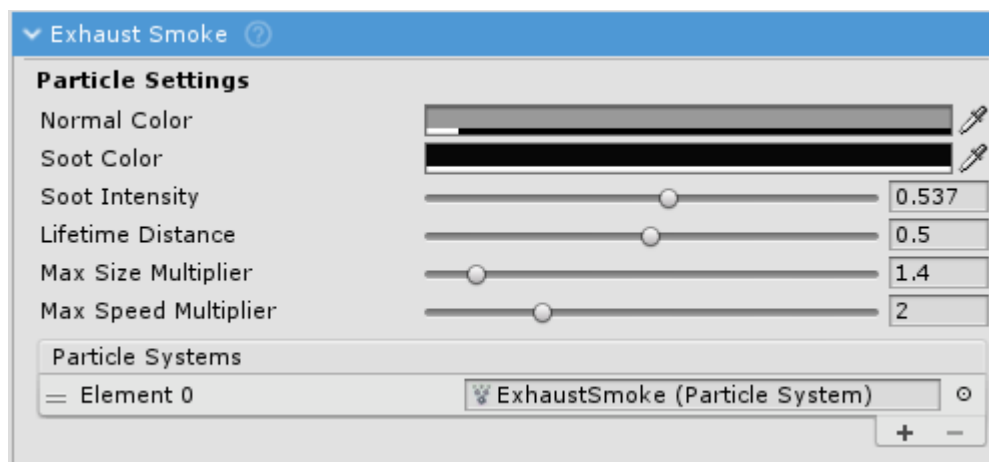 Exhaust Smoke ?
Particle Settings
Normal Color
Soot Color
Soot Intensity 0.537
Lifetime Distance 0.5
Max Size Multiplier 1.4
Max Speed Multiplier 2
Particle Systems
Element 0 ExhaustSmoke (Particle System)
+ −